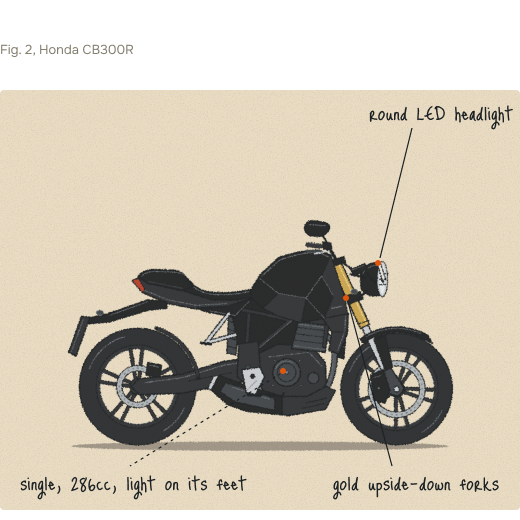 Fig. 2, Honda CB300R
round LED headlight
single, 286cc, light on its feet
gold upside-down forks